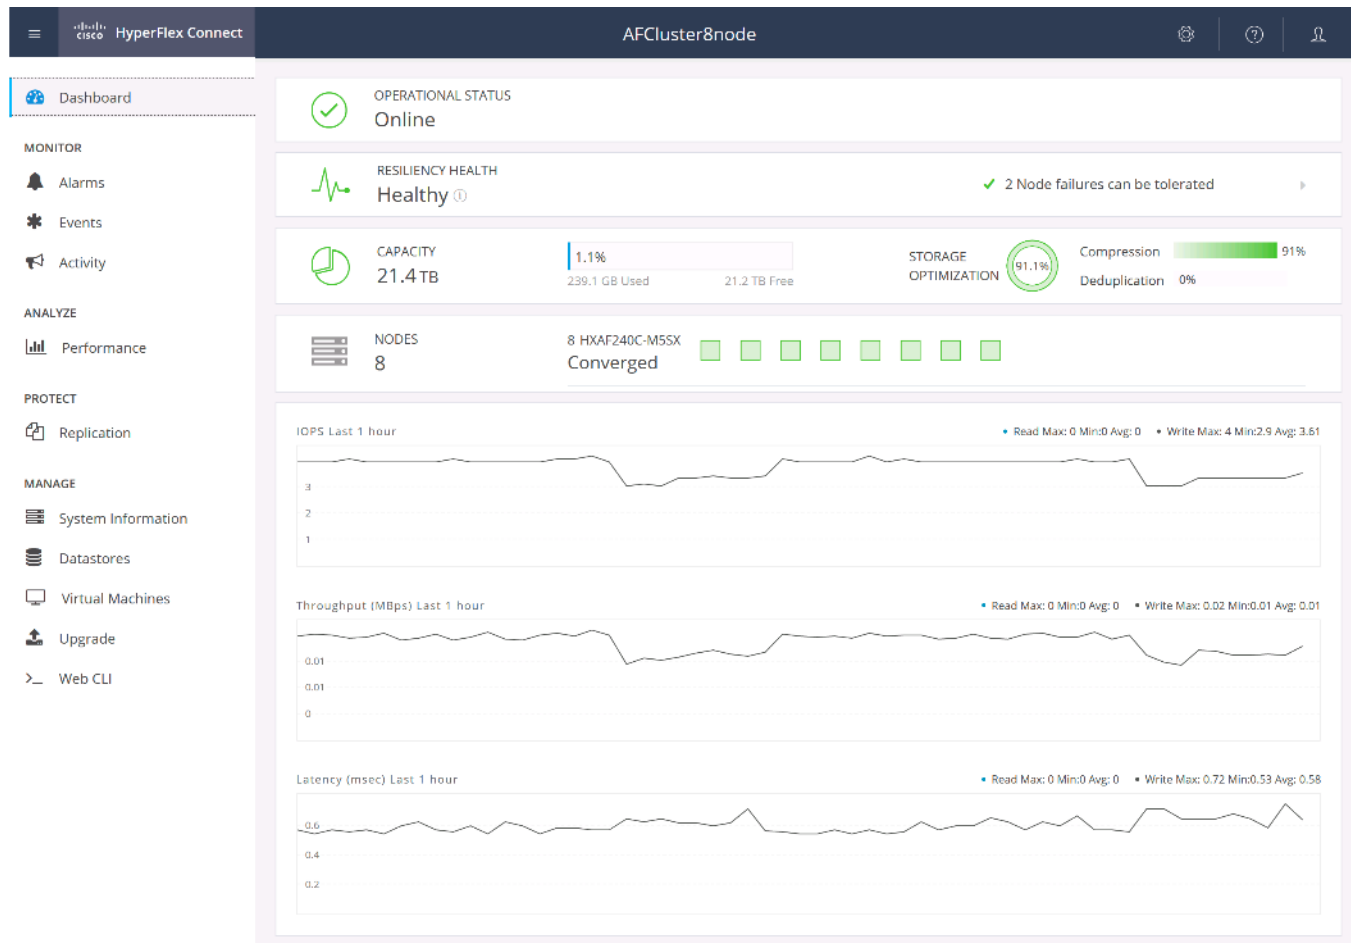 cisco HyperFlex Connect
AFCluster8node
Dashboard
MONITOR
Alarms
Events
Activity
ANALYZE
Performance
PROTECT
Replication
MANAGE
System Information
Datastores
Virtual Machines
Upgrade
>_ Web CLI
OPERATIONAL STATUS
Online
RESILIENCY HEALTH
Healthy
2 Node failures can be tolerated
CAPACITY
21.4 TB
1.1%
239.1 GB Used 21.2 TB Free
STORAGE OPTIMIZATION
91.1%
Compression 91%
Deduplication 0%
NODES
8
8 HXAF240C-M5SX
Converged
IOPS Last 1 hour
Read Max: 0 Min:0 Avg: 0 Write Max: 4 Min:2.9 Avg: 3.61
3
2
1
Throughput (MBps) Last 1 hour
Read Max: 0 Min:0 Avg: 0 Write Max: 0.02 Min:0.01 Avg: 0.01
0.01
0.01
0
Latency (msec) Last 1 hour
Read Max: 0 Min:0 Avg: 0 Write Max: 0.72 Min:0.53 Avg: 0.58
0.6
0.4
0.2